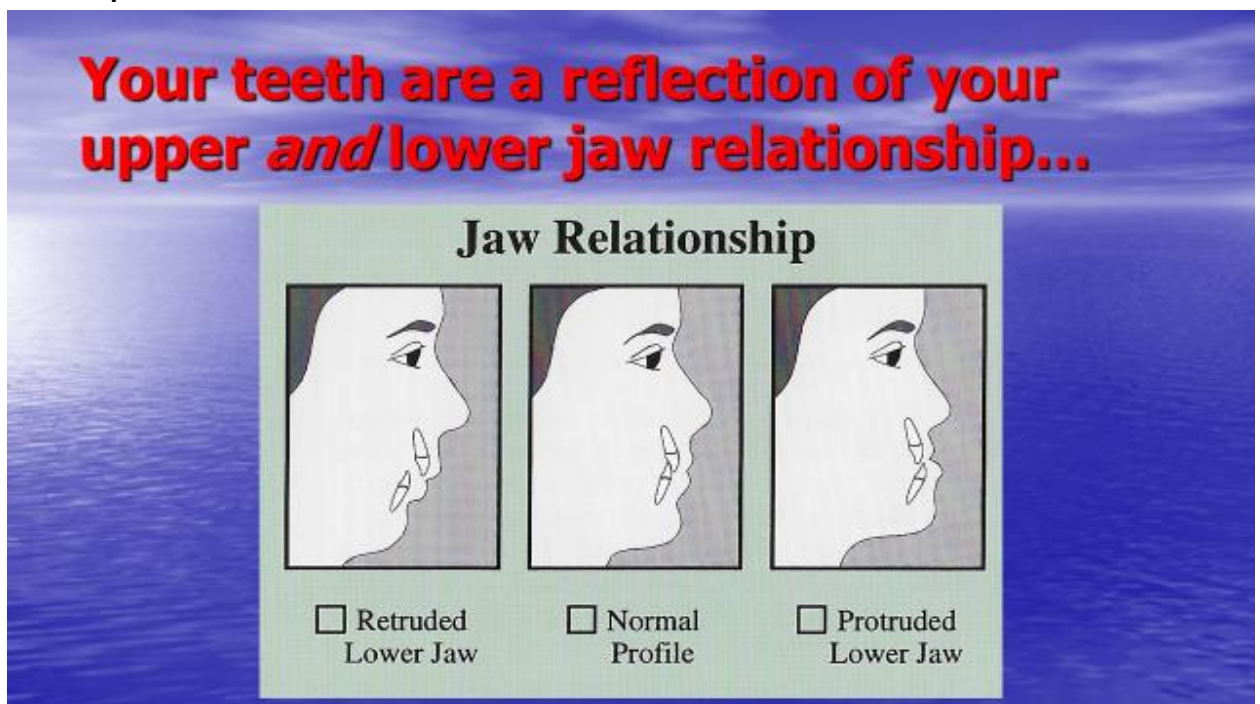 Your teeth are a reflection of your
upper and lower jaw relationship...
Jaw Relationship
Retruded
Lower Jaw
Normal
Profile
Protruded
Lower Jaw